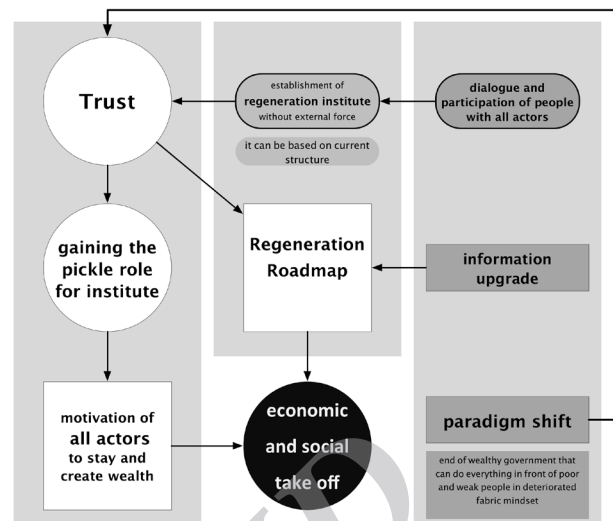 Trust
establishment of
regeneration institute
without external force
it can be based on current
structure
dialogue and
participation of people
with all actors
gaining the
pickle role
for institute
Regeneration
Roadmap
information
upgrade
motivation of
all actors
to stay and
create wealth
economic
and social
take off
paradigm shift
end of wealthy government that
can do everything in front of poor
and weak people in deteriorated
fabric mindset